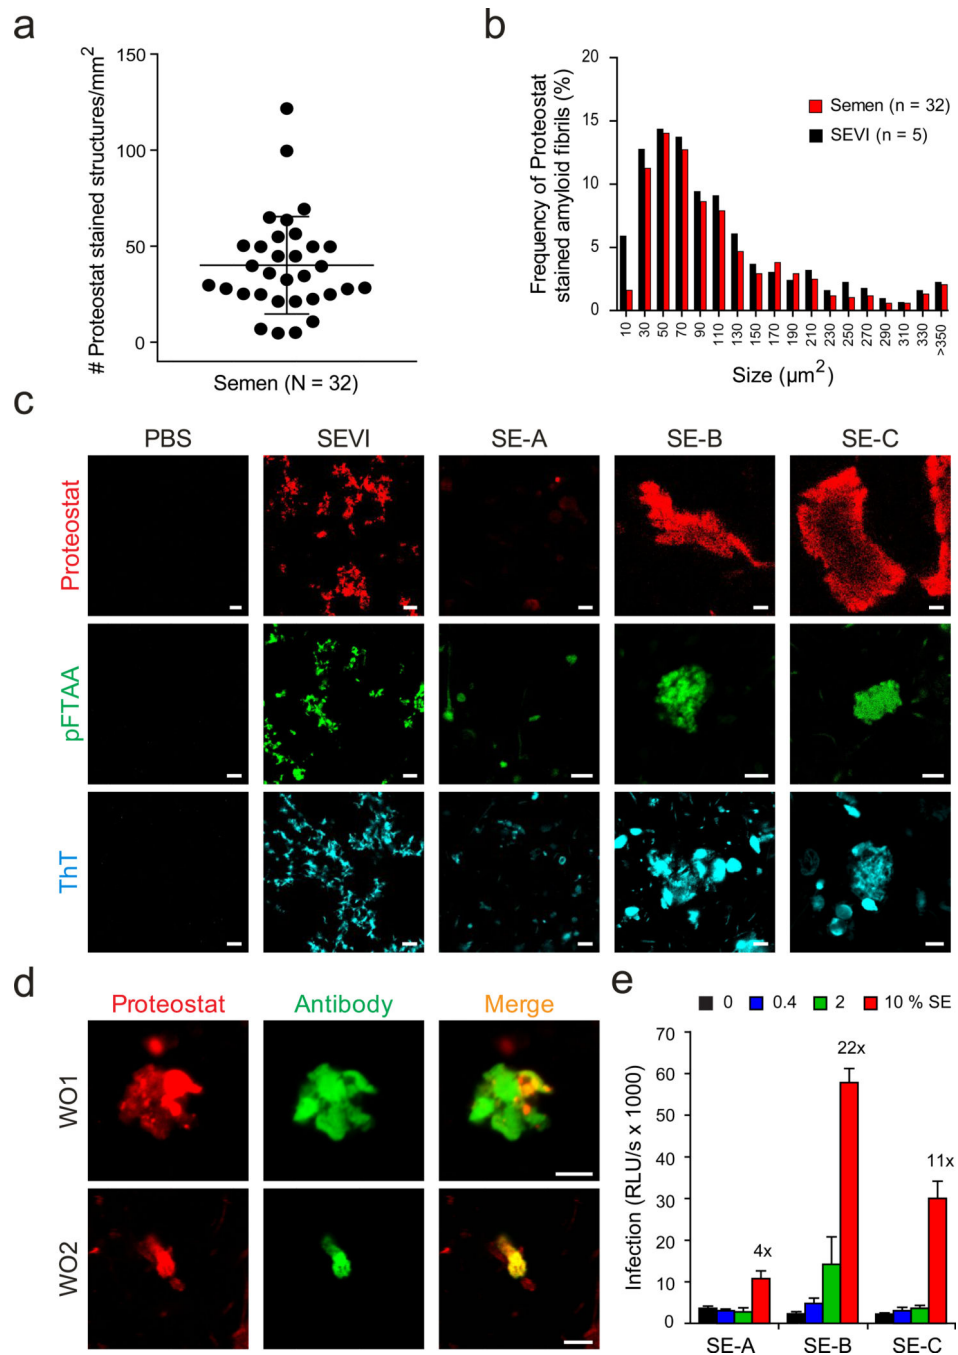 a
# Proteostat stained structures/mm2
150
100
50
0
Semen (N = 32)
b
Frequency of Proteostat
stained amyloid fibrils (%)
20
15
10
5
0
Semen (n = 32)
SEVI (n = 5)
10 30 50 70 90 110 130 150 170 190 210 230 250 270 290 310 330 >350
Size (µm2)
c
PBS SEVI SE-A SE-B SE-C
Proteostat
pFTAA
ThT
d
Proteostat Antibody Merge
WO1
WO2
e
0 0.4 2 10 % SE
Infection (RLU/s x 1000)
70
60
50
40
30
20
10
0
4x
22x
11x
SE-A SE-B SE-C